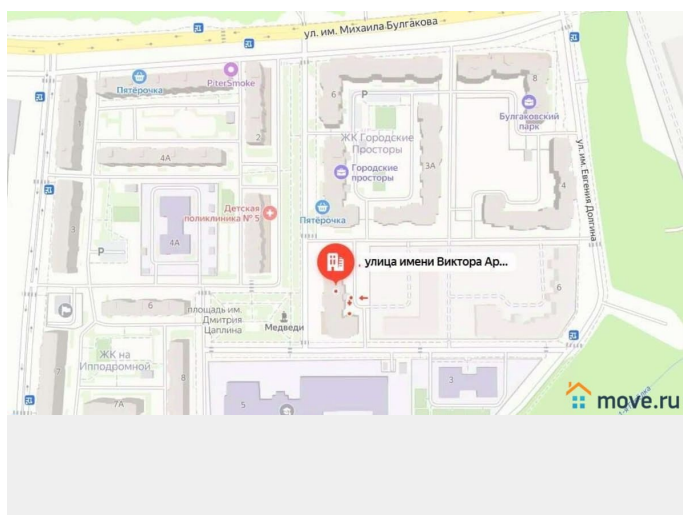 ул. им. Михаила Булгакова
PiterSmoke
Пятёрочка
6
P
8
Булгаковский
парк
1
2
ЖК Городские
Просторы
4А
3А
Городские
просторы
ул. им. Евгения Долгина
4
Детская
поликлиника № 5
Пятёрочка
3
4А
P
улица имени Виктора Ар...
6
6
площадь им.
Дмитрия
Цаплина
Медведи
ЖК на
Ипподромной
7
8
7А
5
3
move.ru